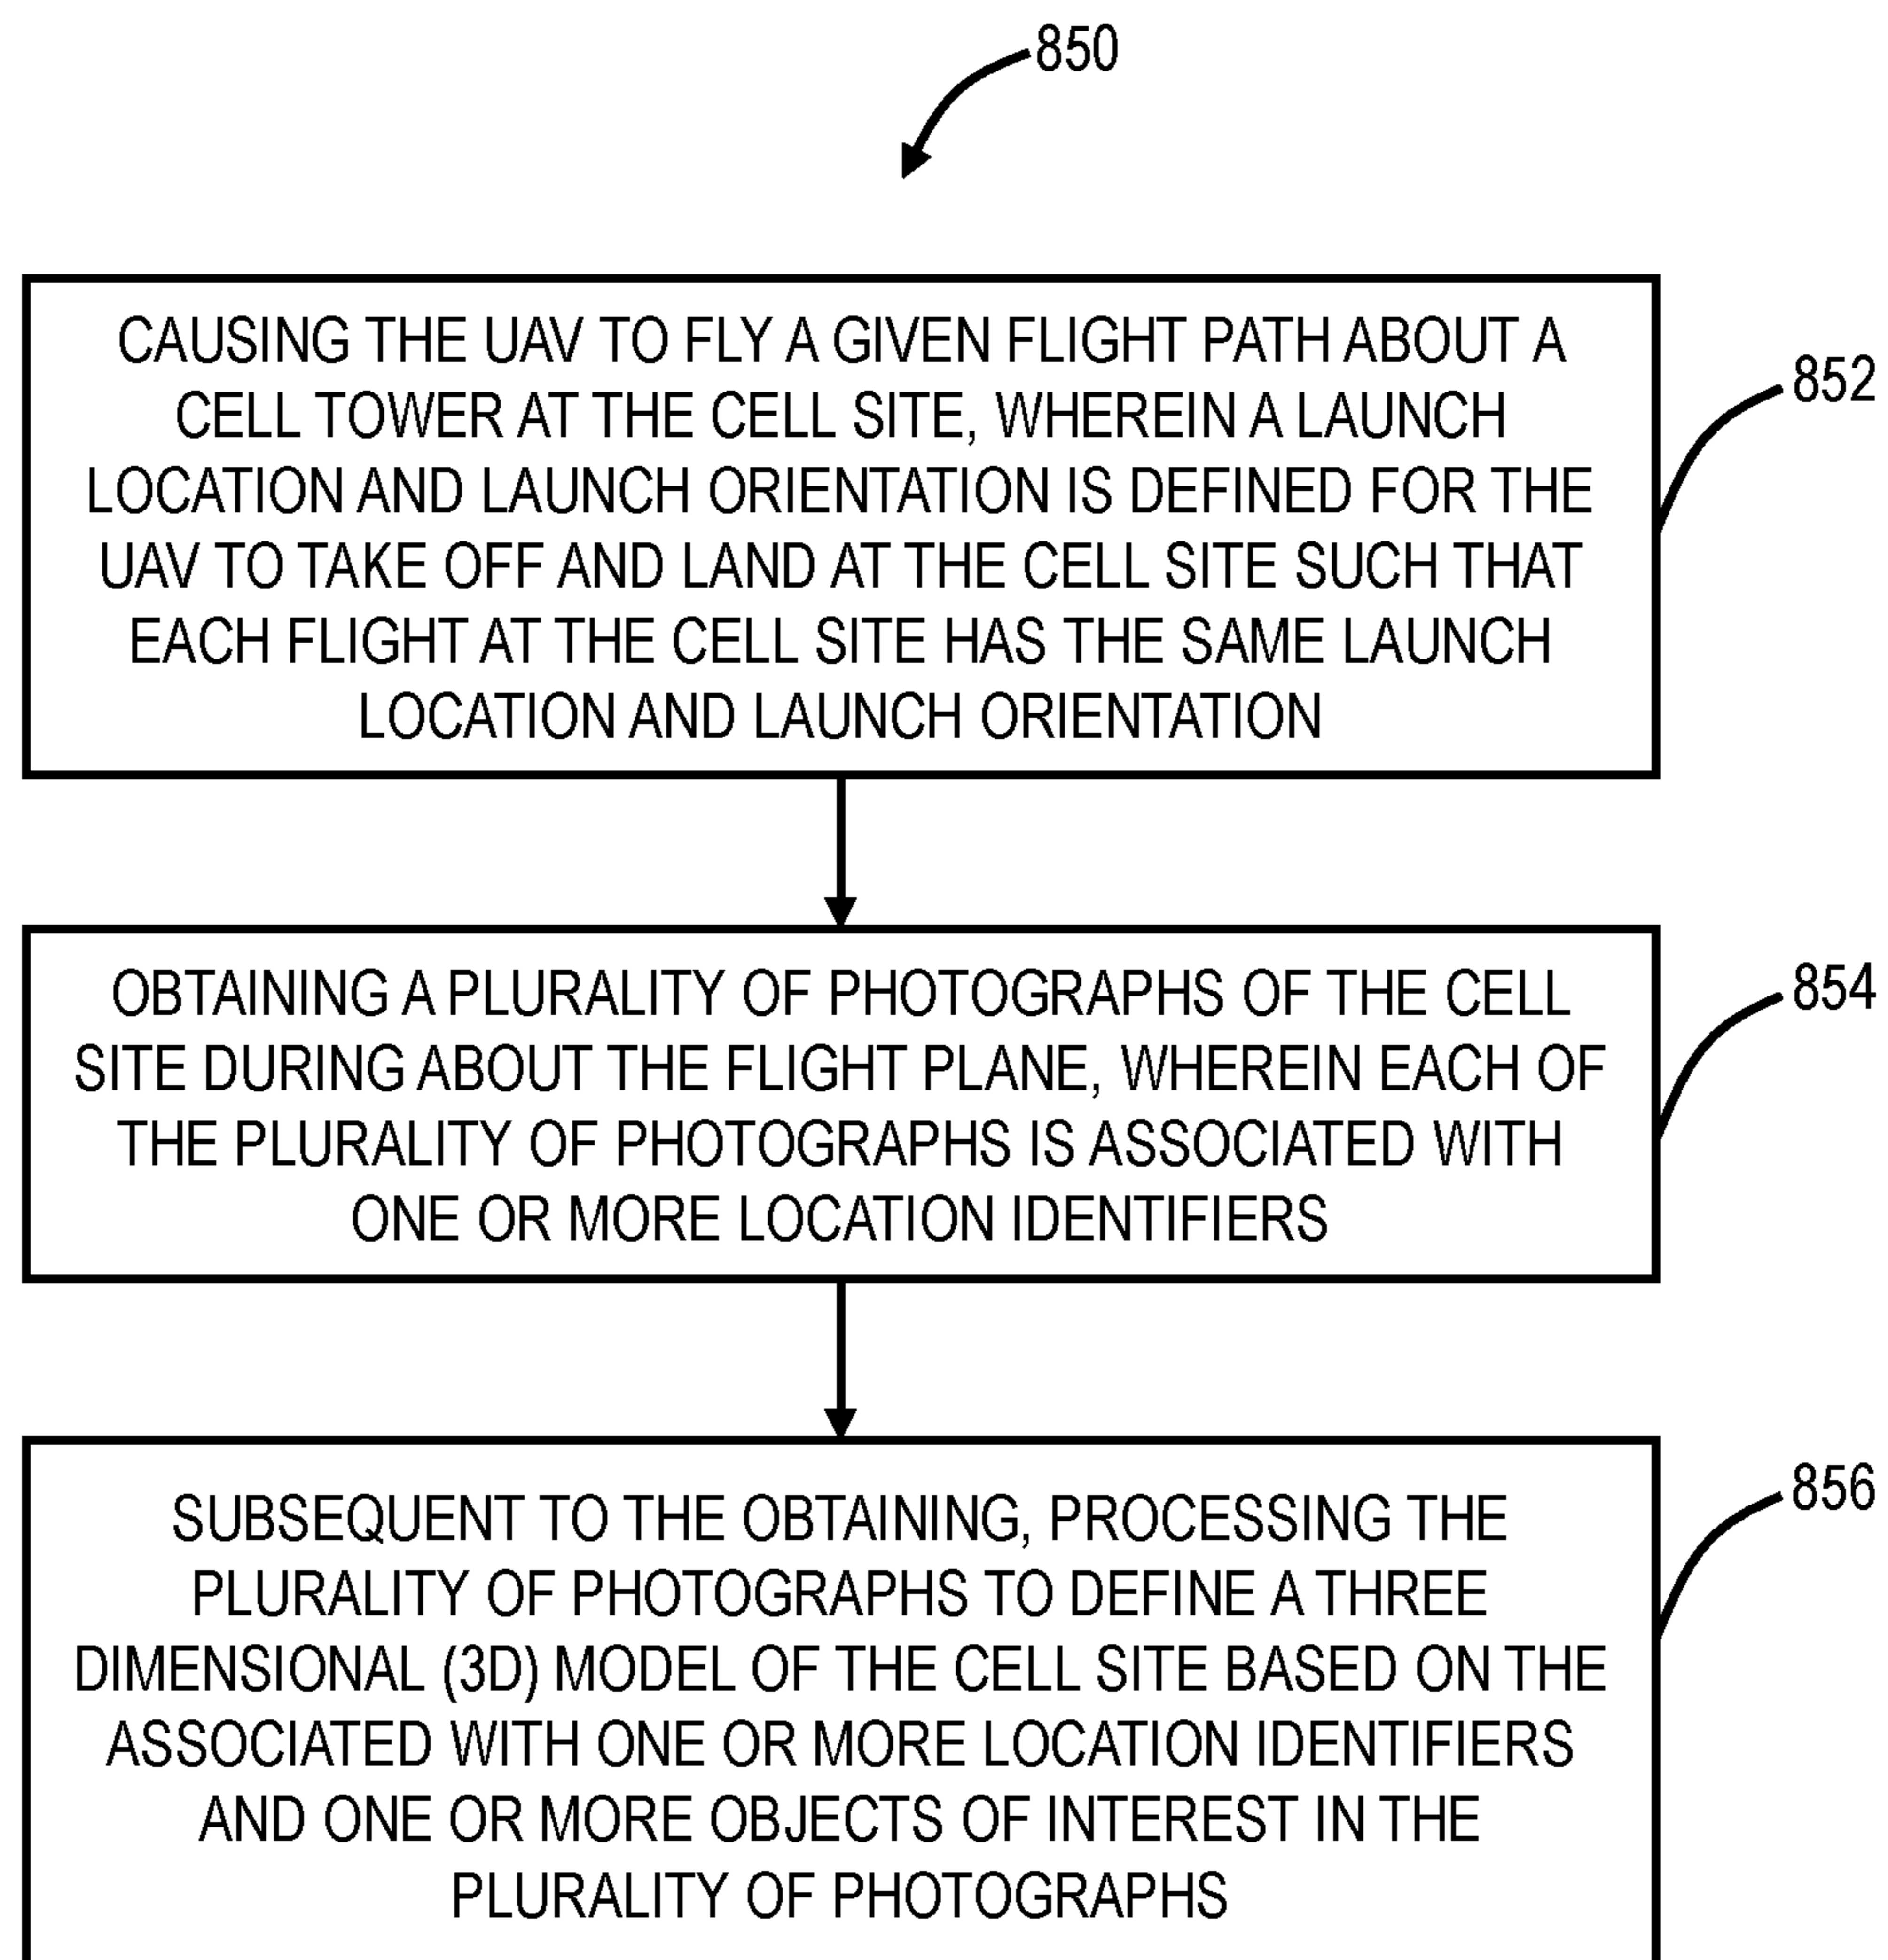 850
CAUSING THE UAV TO FLY A GIVEN FLIGHT PATH ABOUT A
CELL TOWER AT THE CELL SITE, WHEREIN A LAUNCH
LOCATION AND LAUNCH ORIENTATION IS DEFINED FOR THE
UAV TO TAKE OFF AND LAND AT THE CELL SITE SUCH THAT
EACH FLIGHT AT THE CELL SITE HAS THE SAME LAUNCH
LOCATION AND LAUNCH ORIENTATION
852
OBTAINING A PLURALITY OF PHOTOGRAPHS OF THE CELL
SITE DURING ABOUT THE FLIGHT PLANE, WHEREIN EACH OF
THE PLURALITY OF PHOTOGRAPHS IS ASSOCIATED WITH
ONE OR MORE LOCATION IDENTIFIERS
854
SUBSEQUENT TO THE OBTAINING, PROCESSING THE
PLURALITY OF PHOTOGRAPHS TO DEFINE A THREE
DIMENSIONAL (3D) MODEL OF THE CELL SITE BASED ON THE
ASSOCIATED WITH ONE OR MORE LOCATION IDENTIFIERS
AND ONE OR MORE OBJECTS OF INTEREST IN THE
PLURALITY OF PHOTOGRAPHS
856